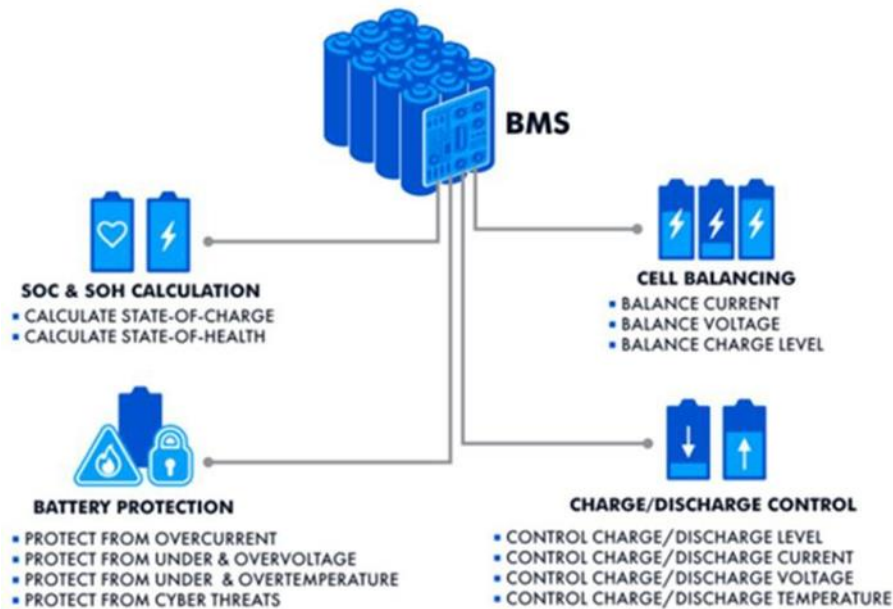 BMS
SOC & SOH CALCULATION
▪ CALCULATE STATE-OF-CHARGE
▪ CALCULATE STATE-OF-HEALTH
CELL BALANCING
▪ BALANCE CURRENT
▪ BALANCE VOLTAGE
▪ BALANCE CHARGE LEVEL
BATTERY PROTECTION
▪ PROTECT FROM OVERCURRENT
▪ PROTECT FROM UNDER & OVERVOLTAGE
▪ PROTECT FROM UNDER & OVERTEMPERATURE
▪ PROTECT FROM CYBER THREATS
CHARGE/DISCHARGE CONTROL
▪ CONTROL CHARGE/DISCHARGE LEVEL
▪ CONTROL CHARGE/DISCHARGE CURRENT
▪ CONTROL CHARGE/DISCHARGE VOLTAGE
▪ CONTROL CHARGE/DISCHARGE TEMPERATURE